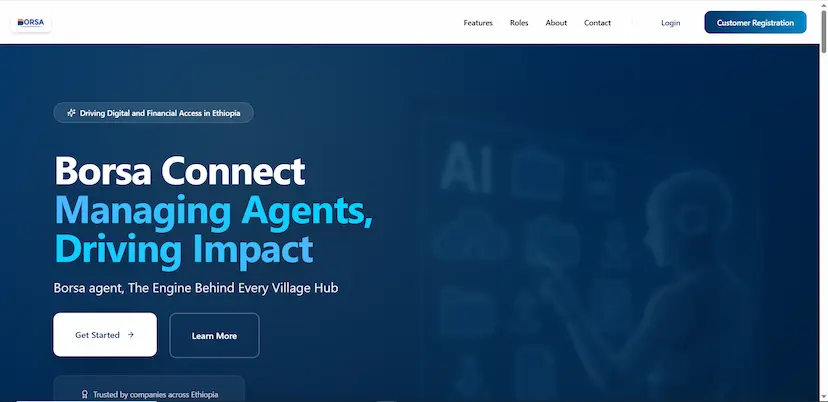 BORSA
Features
Roles
About
Contact
Login
Customer Registration
Driving Digital and Financial Access in Ethiopia
Borsa Connect
Managing Agents,
Driving Impact
Borsa agent, The Engine Behind Every Village Hub
Get Started
Learn More
Trusted by companies across Ethiopia
AI